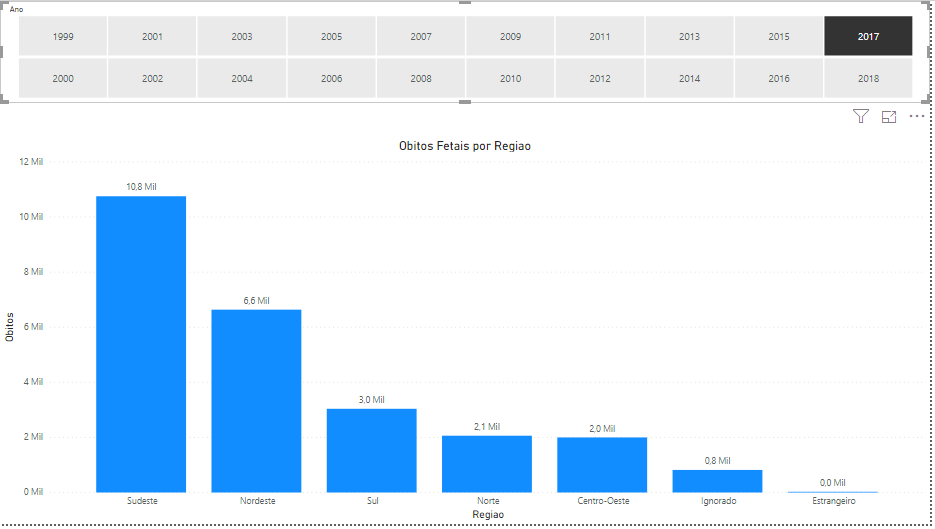 Ano
1999 2001 2003 2005 2007 2009 2011 2013 2015 2017
2000 2002 2004 2006 2008 2010 2012 2014 2016 2018
Obitos Fetais por Regiao
12 Mil
10,8 Mil
10 Mil
8 Mil
6,6 Mil
6 Mil
4 Mil
3,0 Mil
2,1 Mil
2,0 Mil
2 Mil
0,8 Mil
0,0 Mil
0 Mil
Obitos
Sudeste Nordeste Sul Norte Centro-Oeste Ignorado Estrangeiro
Regiao